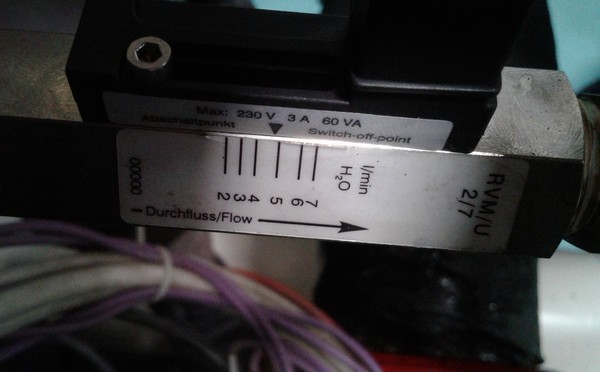 Max: 230 V 3 A 60 VA
Abschaltpunkt
Switch-off-point
00000
2 3 4 5 6 7
l/min
H₂O
RVM/U
2/7
Durchfluss/Flow